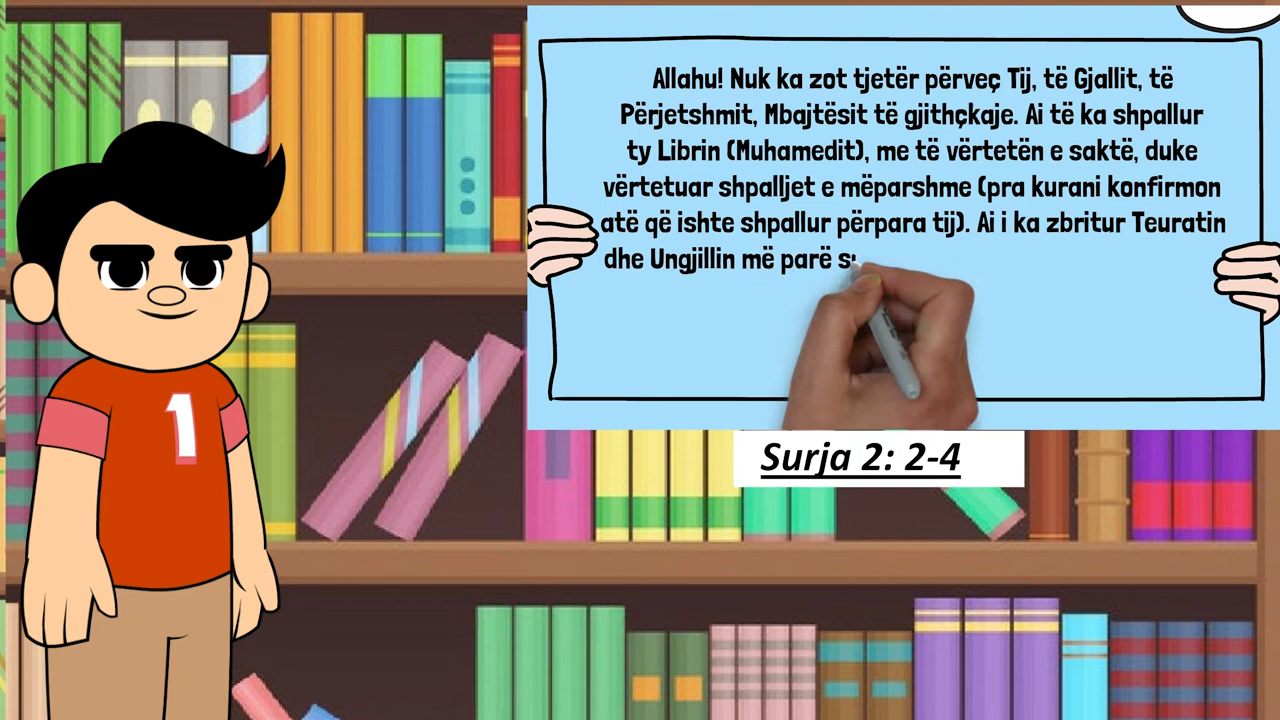 Allahu! Nuk ka zot tjetër përveç Tij, të Gjallit, të
Përjetshmit, Mbajtësit të gjithçkaje. Ai të ka shpallur
ty Librin (Muhamedit), me të vërtetën e saktë, duke
vërtetuar shpalljet e mëparshme (pra kurani konfirmon
atë që ishte shpallur përpara tij). Ai i ka zbritur Teuratin
dhe Ungjillin më parë
Surja 2: 2-4
1